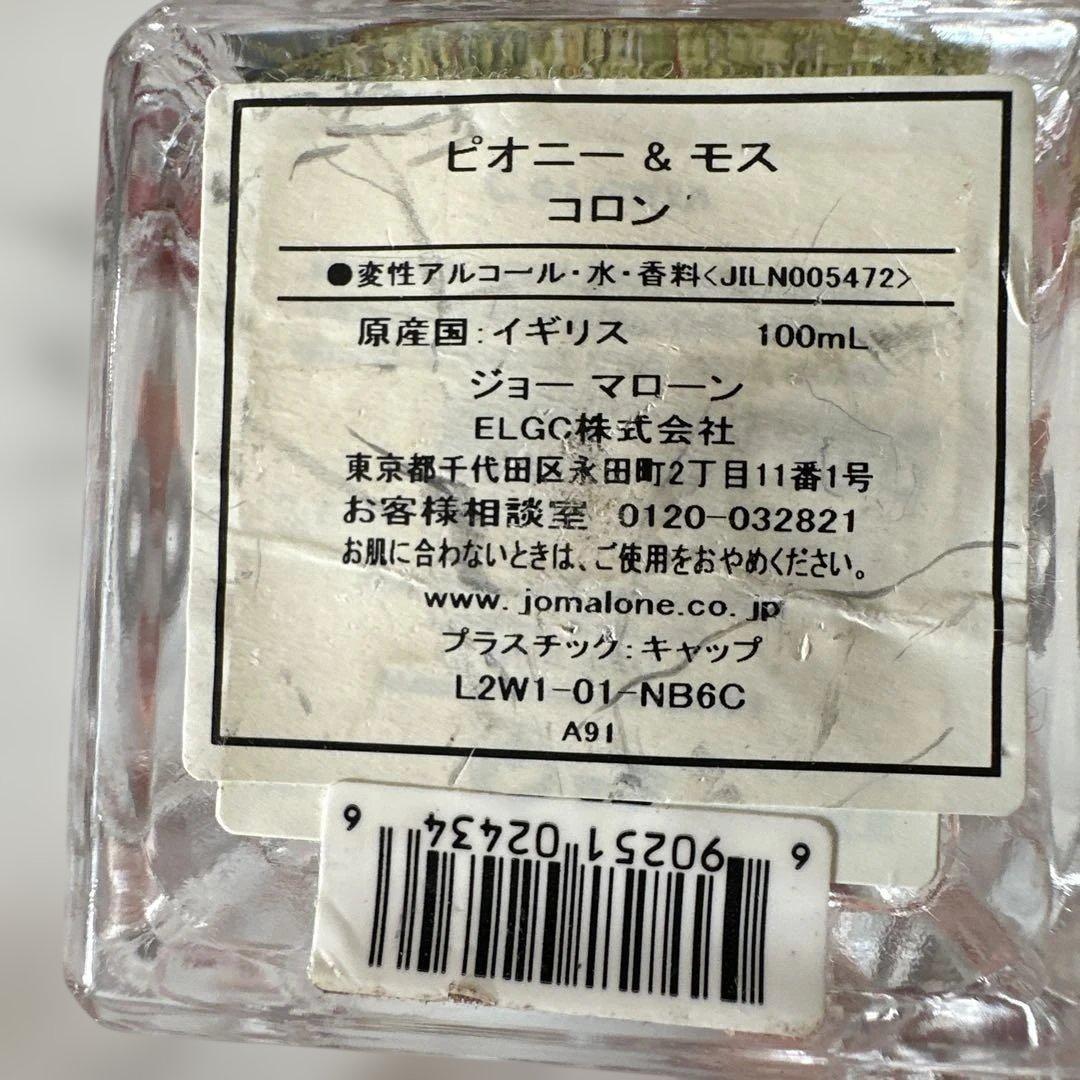 ピオニー & モス
コロン
●変性アルコール・水・香料<JILN005472>
原産国:イギリス 100mL
ジョー マローン
ELGC株式会社
東京都千代田区永田町2丁目11番1号
お客様相談室 0120-032821
お肌に合わないときは、ご使用をおやめください。
www.jomalone.co.jp
プラスチック:キャップ
L2W1-01-NB6C
A91
6 90251 02434 9